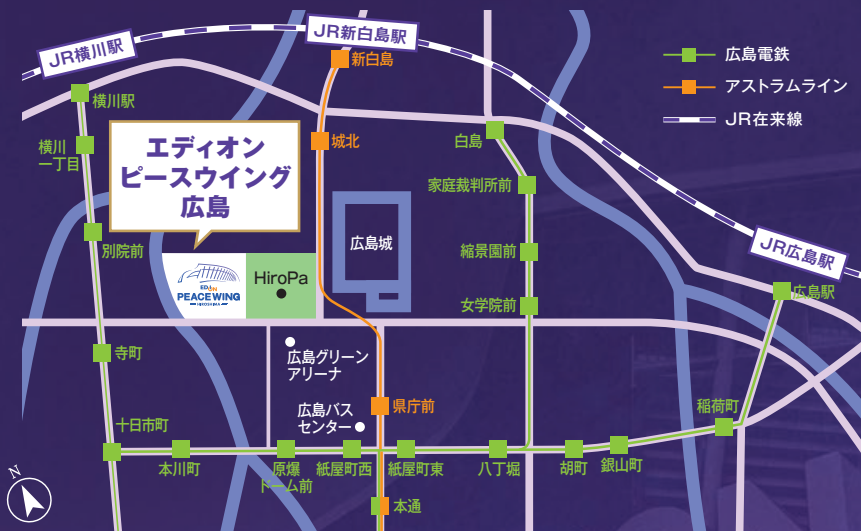 JR横川駅
JR新白島駅
新白島
広島電鉄
アストラムライン
JR在来線
横川駅
横川
一丁目
エディオン
ピースウイング
広島
城北
白島
家庭裁判所前
別院前
広島城
縮景園前
JR広島駅
EDION
PEACE WING
HIROSHIMA
HiroPa
広島駅
女学院前
寺町
広島グリーン
アリーナ
広島バス
センター
県庁前
稲荷町
十日市町
本川町
原爆
ドーム前
紙屋町西
紙屋町東
八丁堀
胡町
銀山町
本通
N